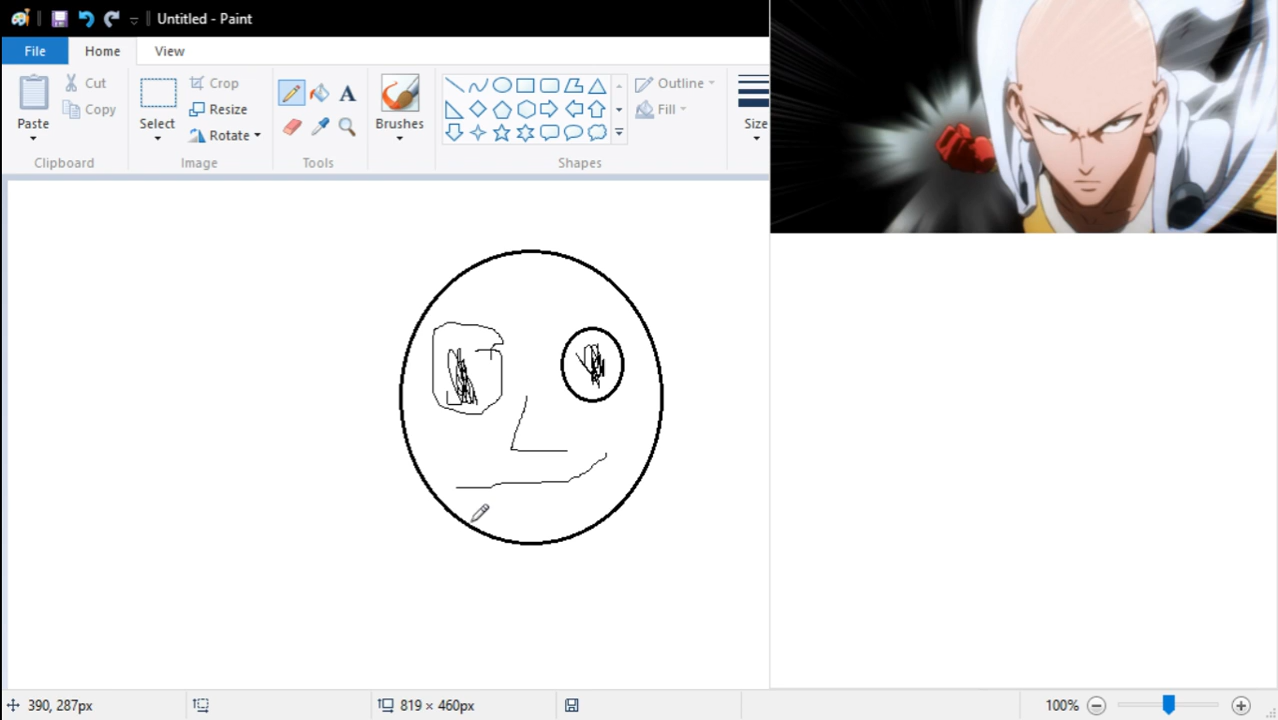 Untitled - Paint
File Home View
Cut
Copy
Paste
Clipboard
Select
Crop
Resize
Rotate
Image
A
Tools
Brushes
Shapes
Outline
Fill
Size
390, 287px
819 × 460px
100%